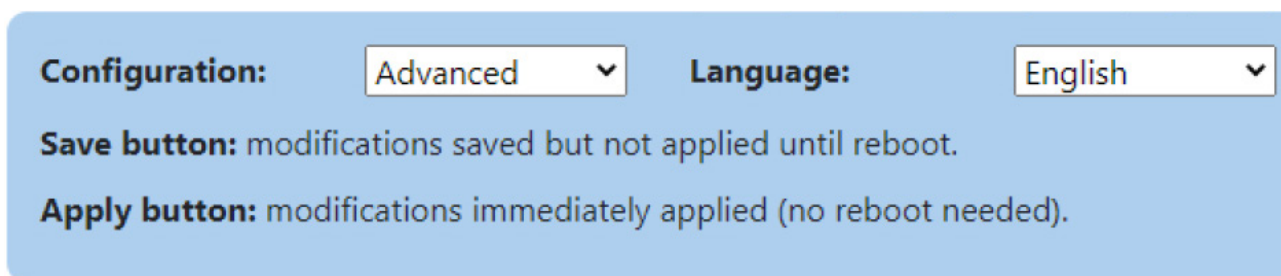 Configuration: Advanced Language: English
Save button: modifications saved but not applied until reboot.
Apply button: modifications immediately applied (no reboot needed).